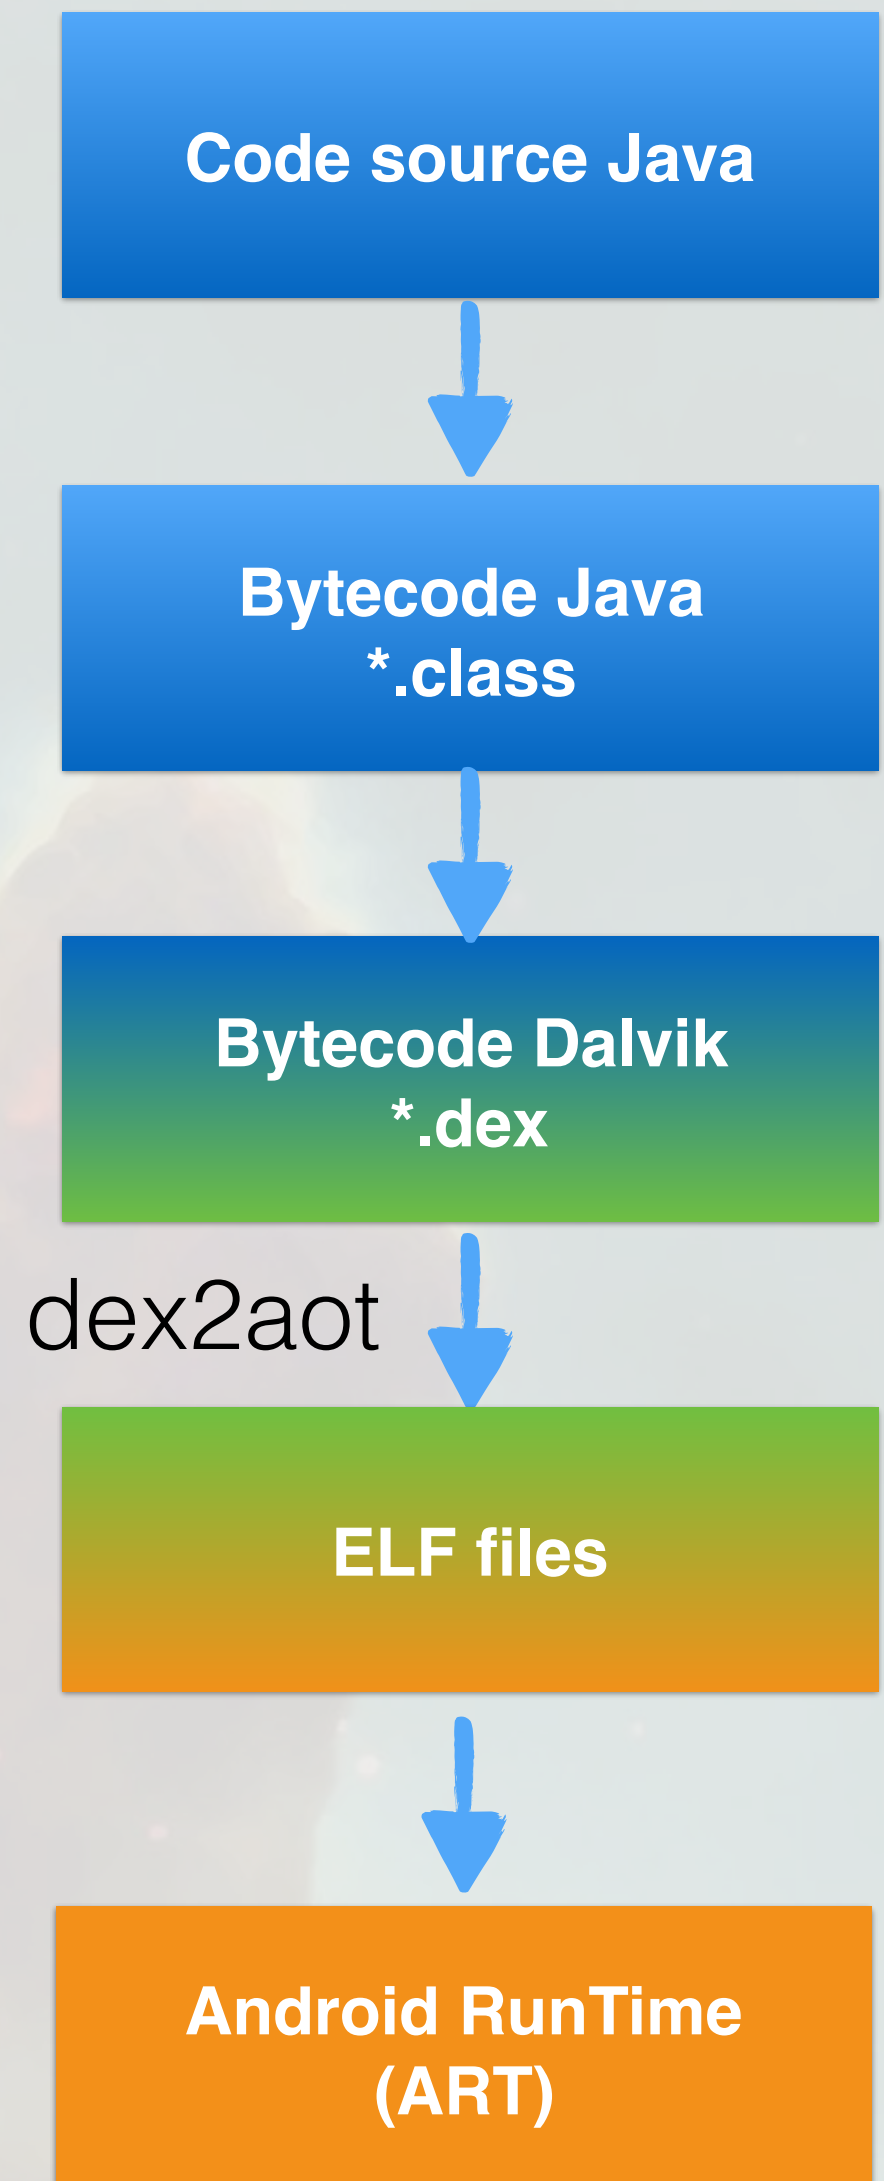 Code source Java
Bytecode Java
*.class
Bytecode Dalvik
*.dex
dex2aot
ELF files
Android RunTime
(ART)